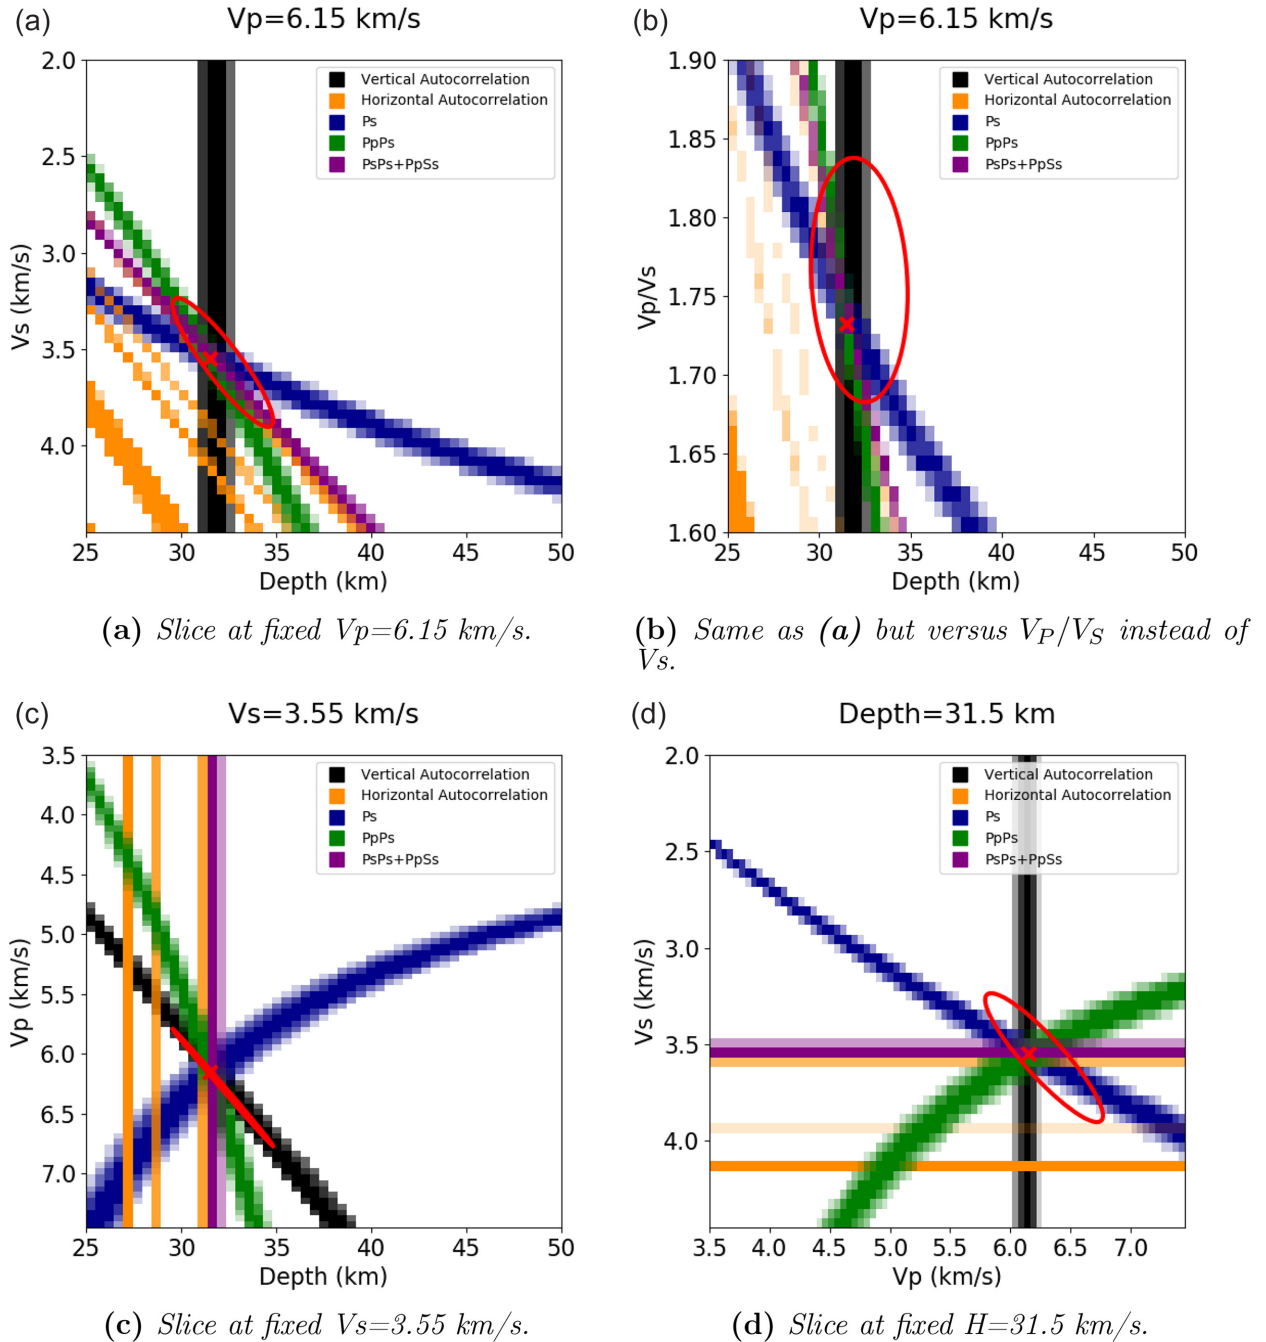 (a)
Vp=6.15 km/s
2.0
2.5
3.0
3.5
4.0
Vs (km/s)
Vertical Autocorrelation
Horizontal Autocorrelation
Ps
PpPs
PsPs+PpSs
25 30 35 40 45 50
Depth (km)
(a) Slice at fixed Vp=6.15 km/s.
(b)
Vp=6.15 km/s
1.90
1.85
1.80
1.75
1.70
1.65
1.60
Vp/Vs
Vertical Autocorrelation
Horizontal Autocorrelation
Ps
PpPs
PsPs+PpSs
25 30 35 40 45 50
Depth (km)
(b) Same as (a) but versus VP/VS instead of
Vs.
(c)
Vs=3.55 km/s
3.5
4.0
4.5
5.0
5.5
6.0
6.5
7.0
Vp (km/s)
Vertical Autocorrelation
Horizontal Autocorrelation
Ps
PpPs
PsPs+PpSs
25 30 35 40 45 50
Depth (km)
(c) Slice at fixed Vs=3.55 km/s.
(d)
Depth=31.5 km
2.0
2.5
3.0
3.5
4.0
Vs (km/s)
Vertical Autocorrelation
Horizontal Autocorrelation
Ps
PpPs
PsPs+PpSs
3.5 4.0 4.5 5.0 5.5 6.0 6.5 7.0
Vp (km/s)
(d) Slice at fixed H=31.5 km/s.